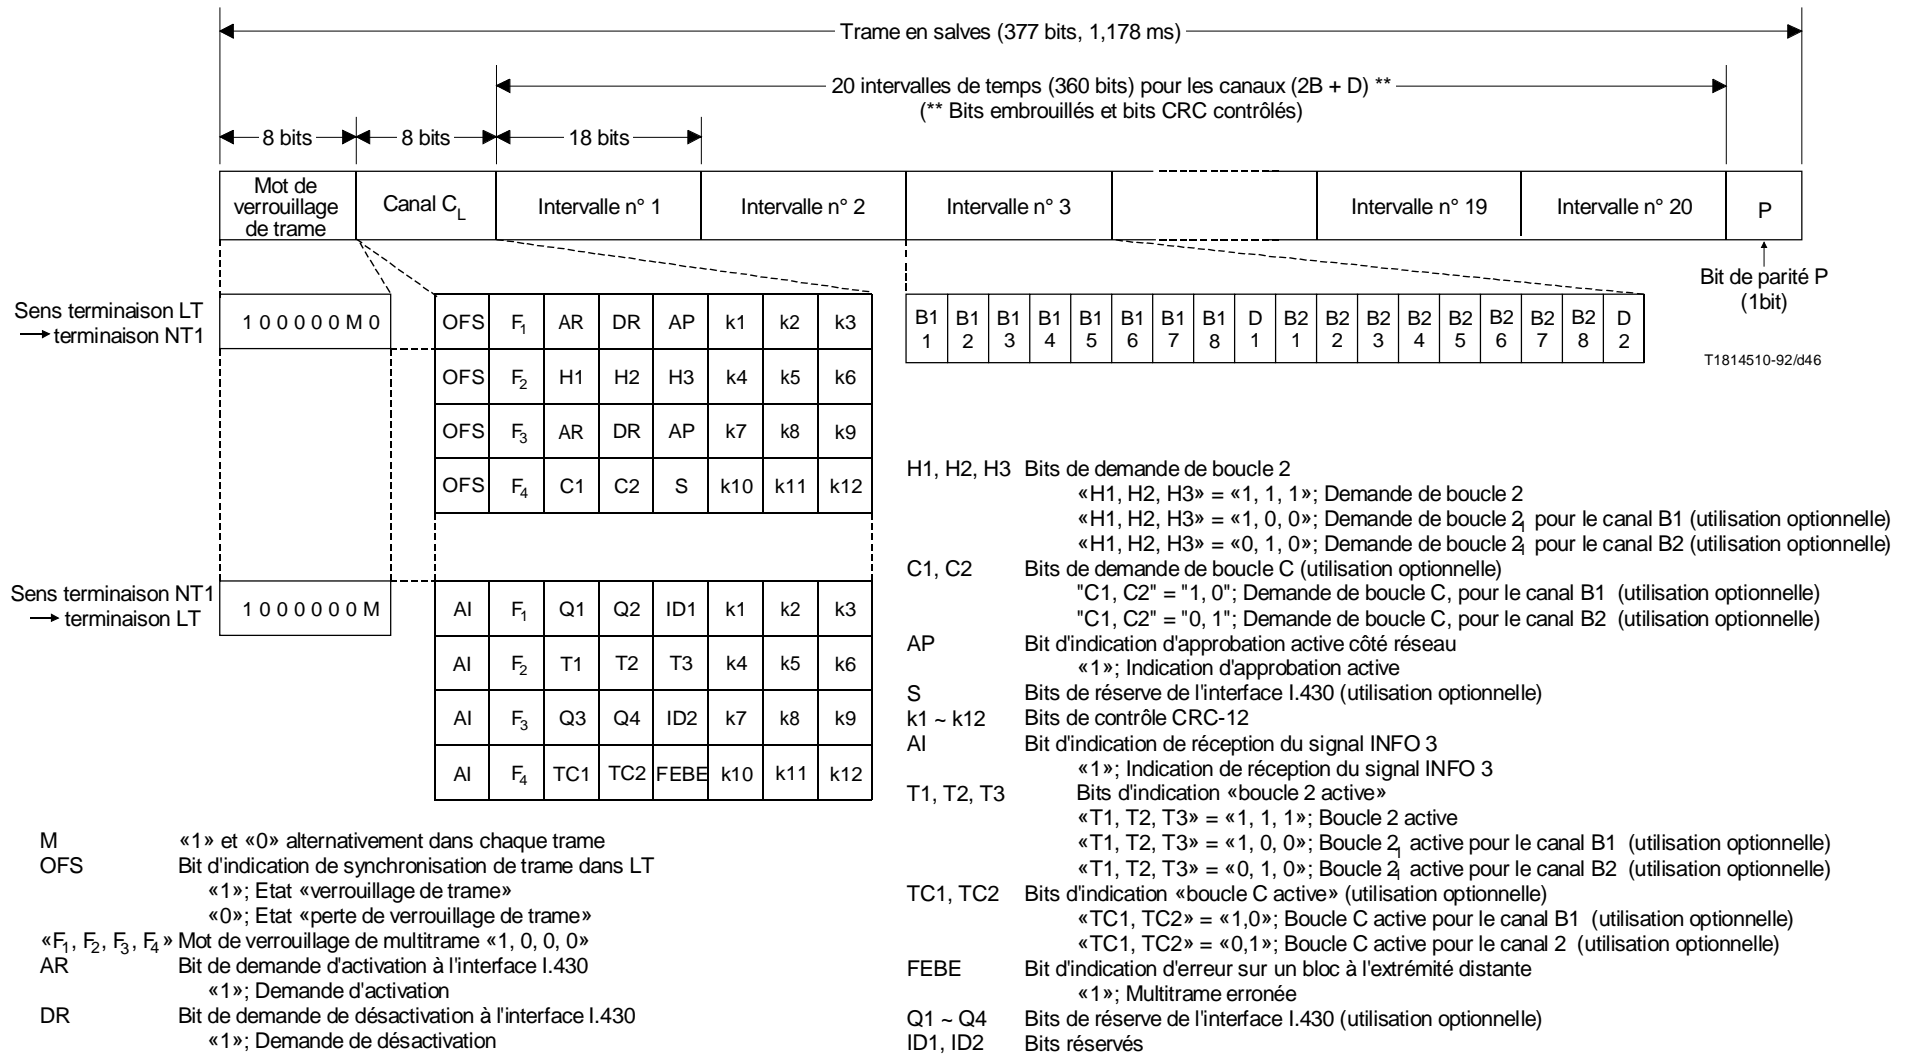 Trame en salves (377 bits, 1,178 ms)
20 intervalles de temps (360 bits) pour les canaux (2B + D) **
(** Bits embrouillés et bits CRC contrôlés)
8 bits 8 bits 18 bits
Mot de verrouillage de trame Canal C_L Intervalle n° 1 Intervalle n° 2 Intervalle n° 3 Intervalle n° 19 Intervalle n° 20 P
Bit de parité P
(1bit)
Sens terminaison LT
→ terminaison NT1
1 0 0 0 0 0 M 0
OFS F1 AR DR AP k1 k2 k3
OFS F2 H1 H2 H3 k4 k5 k6
OFS F3 AR DR AP k7 k8 k9
OFS F4 C1 C2 S k10 k11 k12
B1 B1 B1 B1 B1 B1 B1 B1 D B2 B2 B2 B2 B2 B2 B2 B2 D
1 2 3 4 5 6 7 8 1 1 2 3 4 5 6 7 8 2
T1814510-92/d46
Sens terminaison NT1
→ terminaison LT
1 0 0 0 0 0 0 M
AI F1 Q1 Q2 ID1 k1 k2 k3
AI F2 T1 T2 T3 k4 k5 k6
AI F3 Q3 Q4 ID2 k7 k8 k9
AI F4 TC1 TC2 FEBE k10 k11 k12
M «1» et «0» alternativement dans chaque trame
OFS Bit d'indication de synchronisation de trame dans LT
«1»; Etat «verrouillage de trame»
«0»; Etat «perte de verrouillage de trame»
«F1, F2, F3, F4» Mot de verrouillage de multitrame «1, 0, 0, 0»
AR Bit de demande d'activation à l'interface I.430
«1»; Demande d'activation
DR Bit de demande de désactivation à l'interface I.430
«1»; Demande de désactivation
H1, H2, H3 Bits de demande de boucle 2
«H1, H2, H3» = «1, 1, 1»; Demande de boucle 2
«H1, H2, H3» = «1, 0, 0»; Demande de boucle 2₁ pour le canal B1 (utilisation optionnelle)
«H1, H2, H3» = «0, 1, 0»; Demande de boucle 2₁ pour le canal B2 (utilisation optionnelle)
C1, C2 Bits de demande de boucle C (utilisation optionnelle)
"C1, C2" = "1, 0"; Demande de boucle C, pour le canal B1 (utilisation optionnelle)
"C1, C2" = "0, 1"; Demande de boucle C, pour le canal B2 (utilisation optionnelle)
AP Bit d'indication d'approbation active côté réseau
«1»; Indication d'approbation active
S Bits de réserve de l'interface I.430 (utilisation optionnelle)
k1 ~ k12 Bits de contrôle CRC-12
AI Bit d'indication de réception du signal INFO 3
«1»; Indication de réception du signal INFO 3
T1, T2, T3 Bits d'indication «boucle 2 active»
«T1, T2, T3» = «1, 1, 1»; Boucle 2 active
«T1, T2, T3» = «1, 0, 0»; Boucle 2₁ active pour le canal B1 (utilisation optionnelle)
«T1, T2, T3» = «0, 1, 0»; Boucle 2₁ active pour le canal B2 (utilisation optionnelle)
TC1, TC2 Bits d'indication «boucle C active» (utilisation optionnelle)
«TC1, TC2» = «1,0»; Boucle C active pour le canal B1 (utilisation optionnelle)
«TC1, TC2» = «0,1»; Boucle C active pour le canal 2 (utilisation optionnelle)
FEBE Bit d'indication d'erreur sur un bloc à l'extrémité distante
«1»; Multitrame erronée
Q1 ~ Q4 Bits de réserve de l'interface I.430 (utilisation optionnelle)
ID1, ID2 Bits réservés